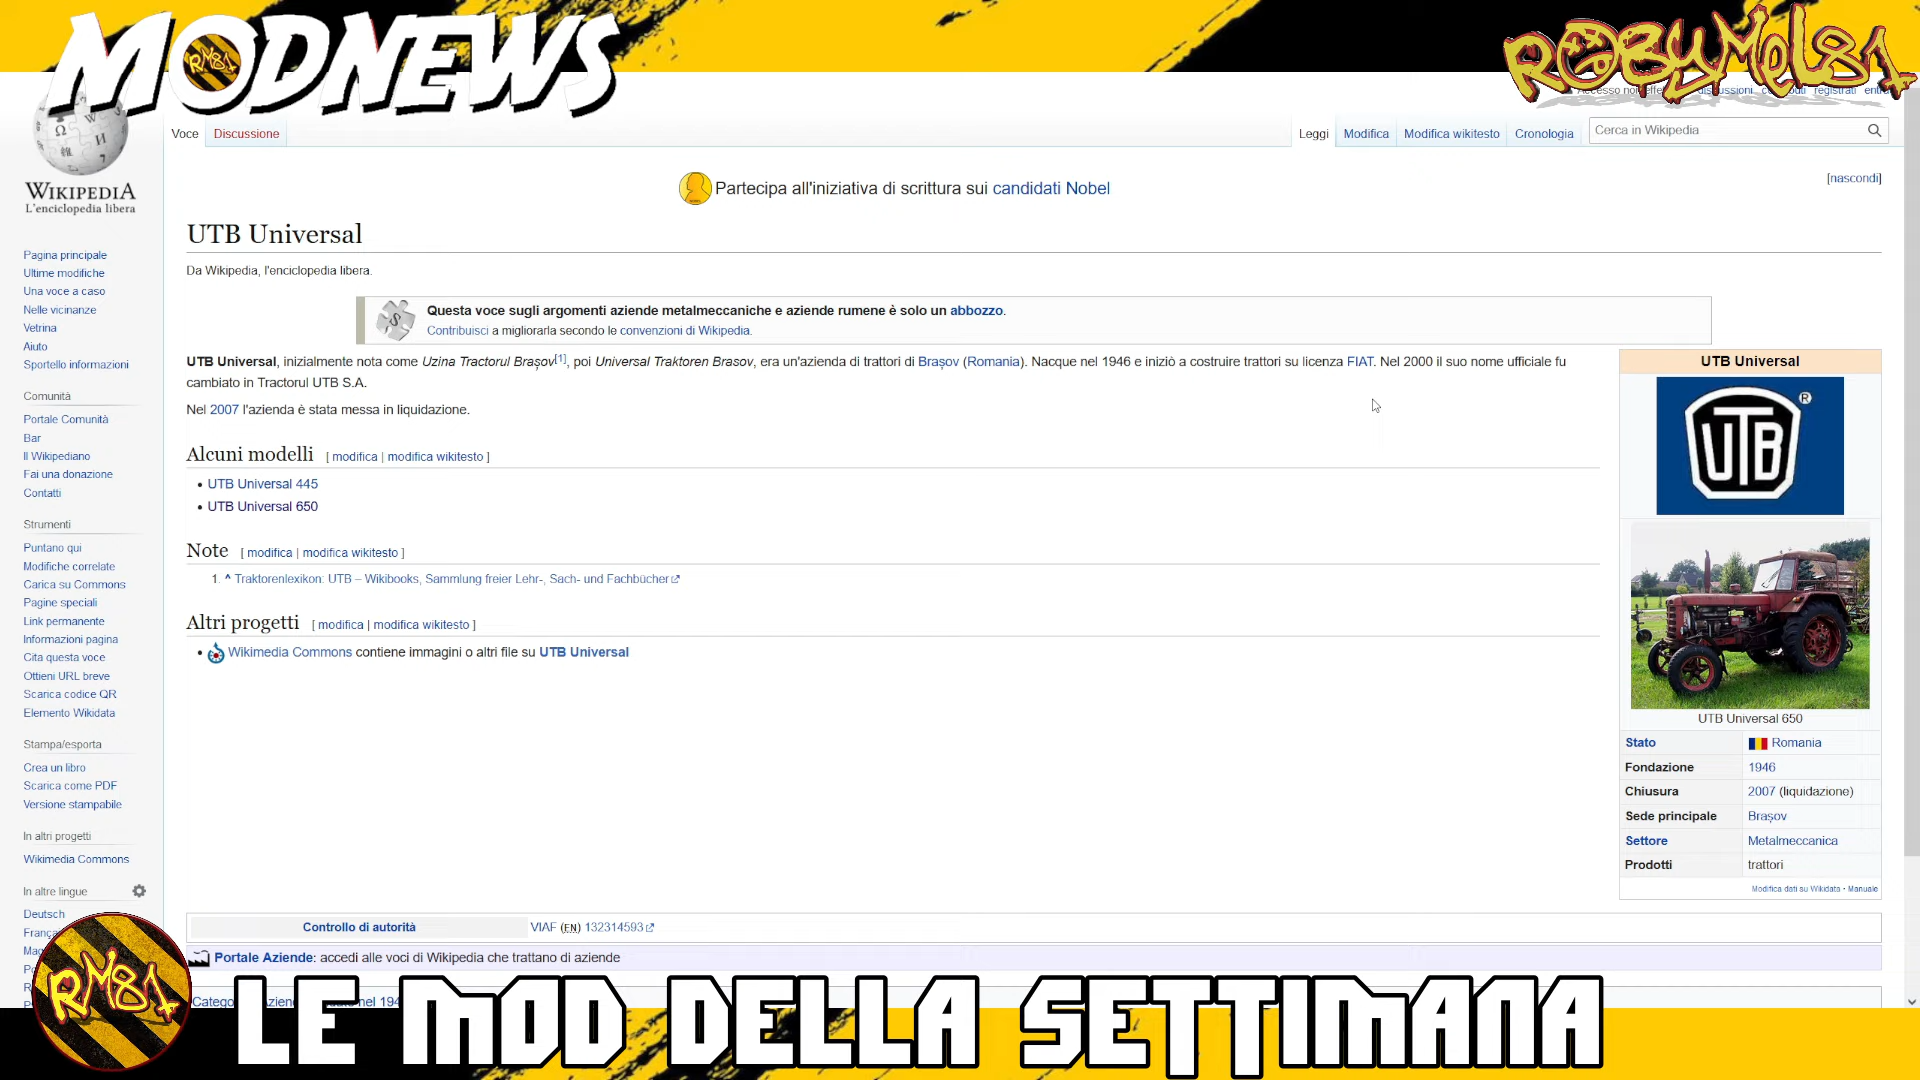 MODNEWS
RM81
RobyMel81
registrati
Voce
Discussione
Leggi
Modifica
Modifica wikitesto
Cronologia
Cerca in Wikipedia
WIKIPEDIA
L'enciclopedia libera
Partecipa all'iniziativa di scrittura sui candidati Nobel
[nascondi]
UTB Universal
Da Wikipedia, l'enciclopedia libera.
Questa voce sugli argomenti aziende metalmeccaniche e aziende rumene è solo un abbozzo.
Contribuisci a migliorarla secondo le convenzioni di Wikipedia.
UTB Universal, inizialmente nota come Uzina Tractorul Brașov[1], poi Universal Traktoren Brasov, era un'azienda di trattori di Brașov (Romania). Nacque nel 1946 e iniziò a costruire trattori su licenza FIAT. Nel 2000 il suo nome ufficiale fu
cambiato in Tractorul UTB S.A.
Nel 2007 l'azienda è stata messa in liquidazione.
Alcuni modelli [ modifica | modifica wikitesto ]
• UTB Universal 445
• UTB Universal 650
Note [ modifica | modifica wikitesto ]
1. ^ Traktorenlexikon: UTB – Wikibooks, Sammlung freier Lehr-, Sach- und Fachbücher
Altri progetti [ modifica | modifica wikitesto ]
• Wikimedia Commons contiene immagini o altri file su UTB Universal
UTB Universal
UTB ®
UTB Universal 650
Stato Romania
Fondazione 1946
Chiusura 2007 (liquidazione)
Sede principale Brașov
Settore Metalmeccanica
Prodotti trattori
Modifica dati su Wikidata · Manuale
Pagina principale
Ultime modifiche
Una voce a caso
Nelle vicinanze
Vetrina
Aiuto
Sportello informazioni
Comunità
Portale Comunità
Bar
Il Wikipediano
Fai una donazione
Contatti
Strumenti
Puntano qui
Modifiche correlate
Carica su Commons
Pagine speciali
Link permanente
Informazioni pagina
Cita questa voce
Ottieni URL breve
Scarica codice QR
Elemento Wikidata
Stampa/esporta
Crea un libro
Scarica come PDF
Versione stampabile
In altri progetti
Wikimedia Commons
In altre lingue
Deutsch
Controllo di autorità VIAF (EN) 132314593
Portale Aziende: accedi alle voci di Wikipedia che trattano di aziende
RM81
LE MOD DELLA SETTIMANA